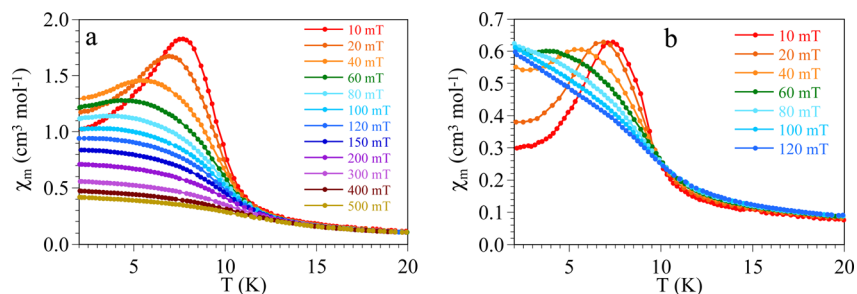 a
χm (cm³ mol⁻¹)
2.0
1.5
1.0
0.5
0.0
5
10
15
20
T (K)
10 mT
20 mT
40 mT
60 mT
80 mT
100 mT
120 mT
150 mT
200 mT
300 mT
400 mT
500 mT
b
χm (cm³ mol⁻¹)
0.7
0.6
0.5
0.4
0.3
0.2
0.1
0.0
5
10
15
20
T (K)
10 mT
20 mT
40 mT
60 mT
80 mT
100 mT
120 mT